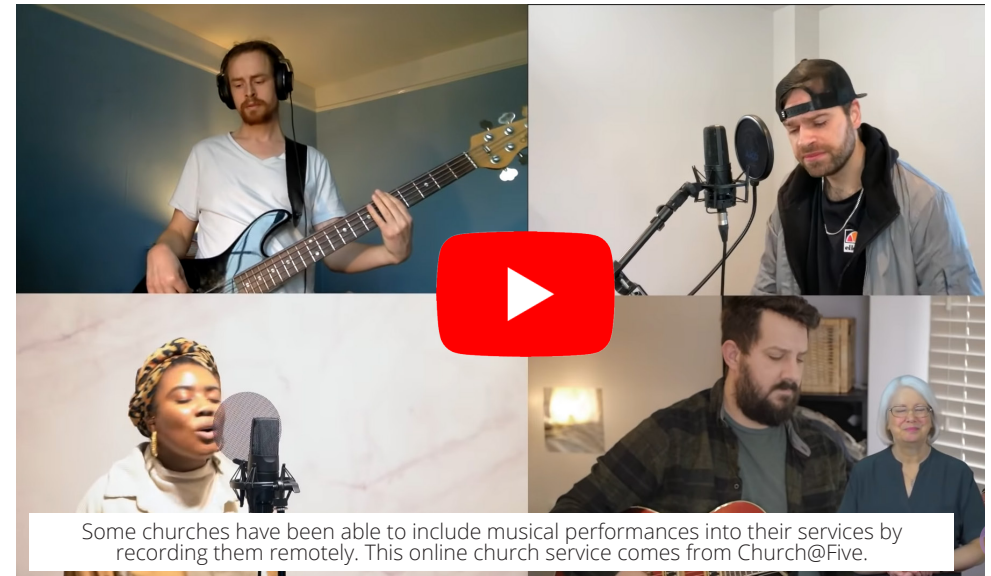 Some churches have been able to include musical performances into their services by
recording them remotely. This online church service comes from Church@Five.